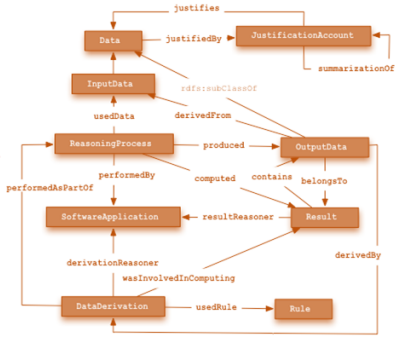 justifies
Data
justifiedBy
JustificationAccount
summarizationOf
InputData
rdfs:subClassOf
usedData
derivedFrom
ReasoningProcess
produced
OutputData
performedBy
performedAsPartOf
computed
contains
belongsTo
SoftwareApplication
resultReasoner
Result
derivationReasoner
derivedBy
wasInvolvedInComputing
DataDerivation
usedRule
Rule